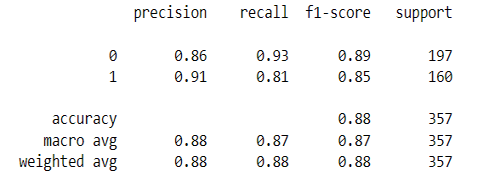 precision recall f1-score support
0 0.86 0.93 0.89 197
1 0.91 0.81 0.85 160
accuracy 0.88 357
macro avg 0.88 0.87 0.87 357
weighted avg 0.88 0.88 0.88 357